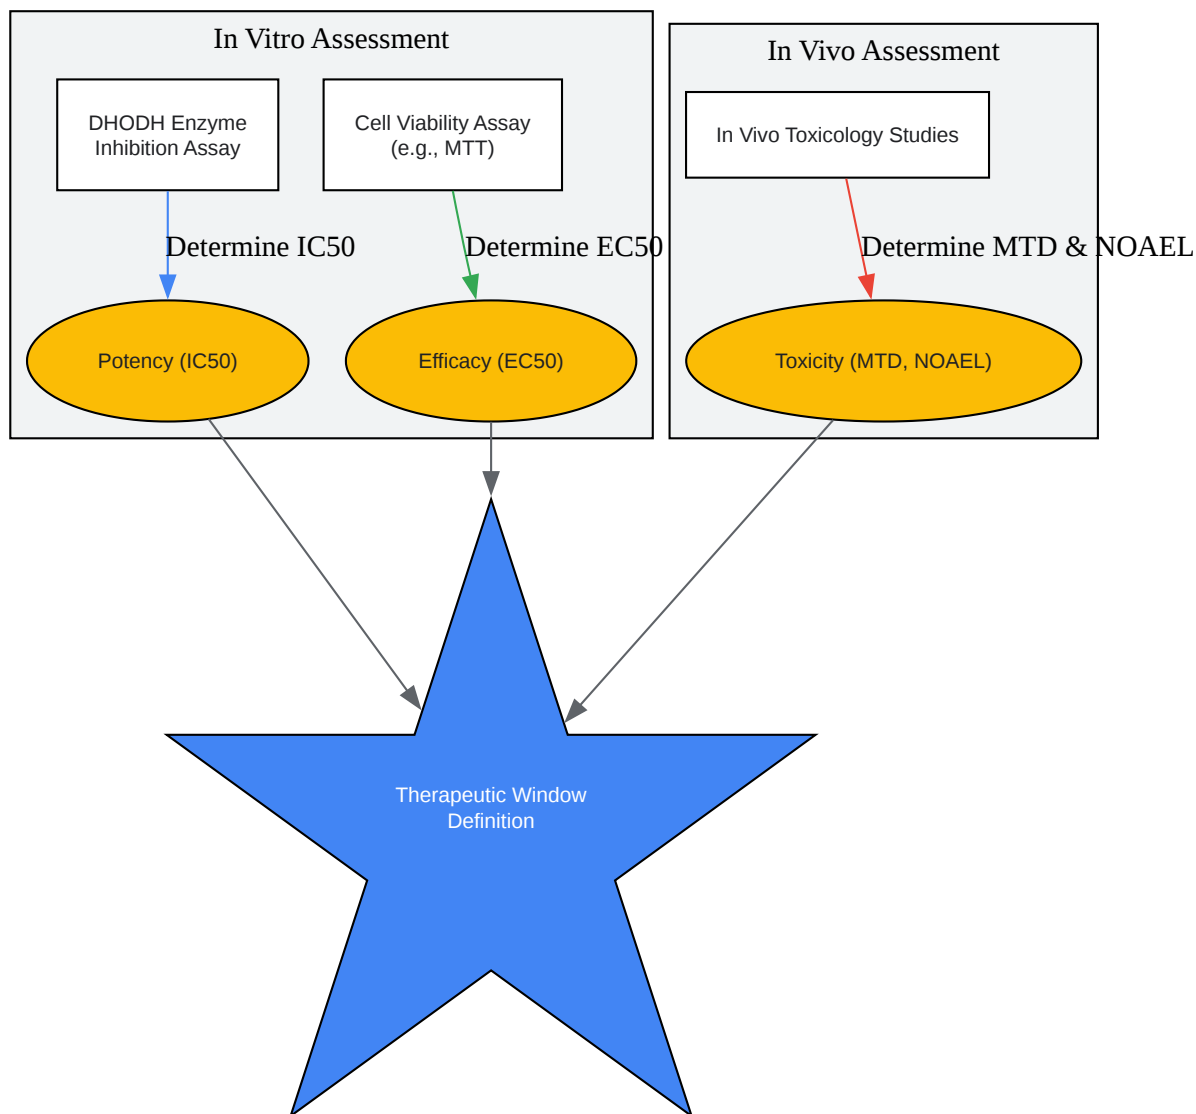 In Vitro Assessment
DHODH Enzyme
Inhibition Assay
Cell Viability Assay
(e.g., MTT)
Determine IC50
Determine EC50
Potency (IC50)
Efficacy (EC50)
In Vivo Assessment
In Vivo Toxicology Studies
Determine MTD & NOAEL
Toxicity (MTD, NOAEL)
Therapeutic Window
Definition